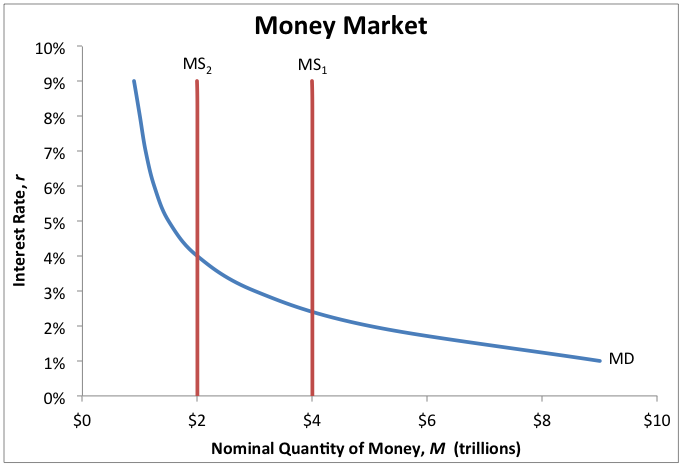 Money Market
10%
9%
8%
7%
6%
5%
4%
3%
2%
1%
0%
Interest Rate, r
MS₂
MS₁
MD
$0 $2 $4 $6 $8 $10
Nominal Quantity of Money, M (trillions)